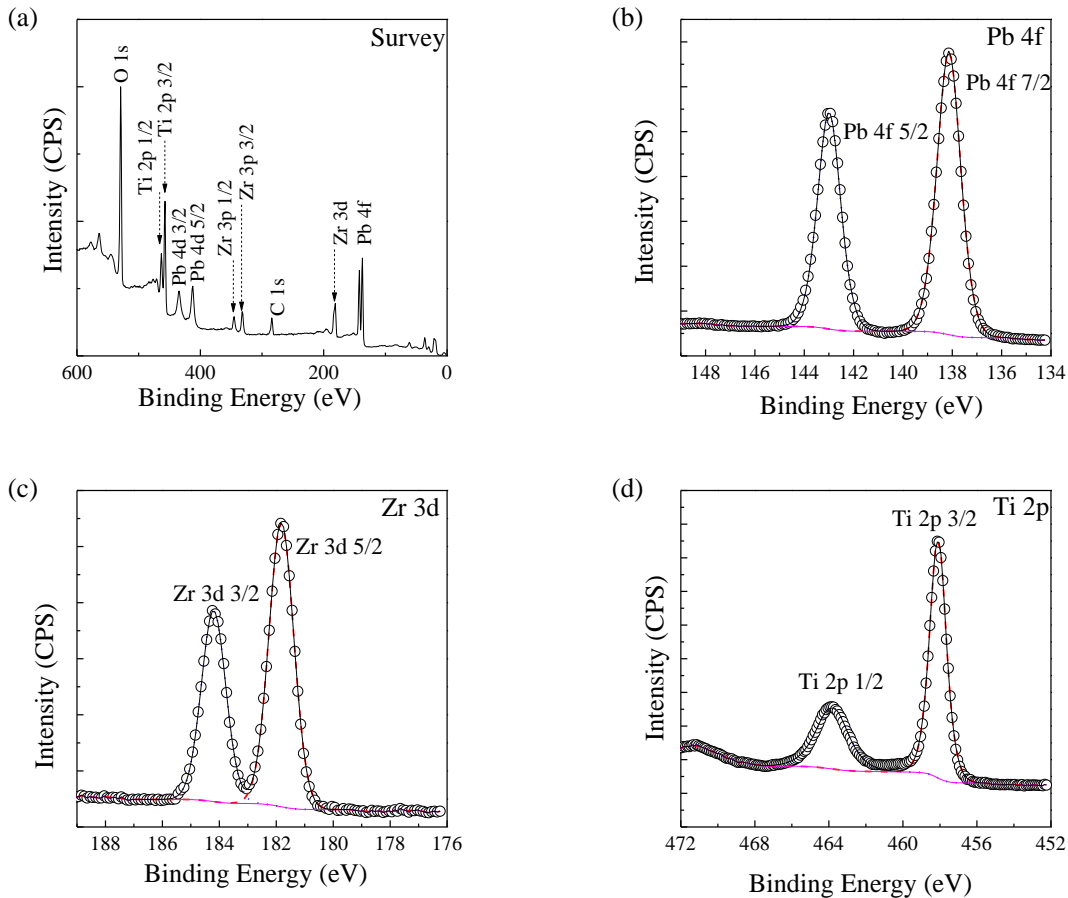 (a)
Survey
O 1s
Ti 2p 1/2
Ti 2p 3/2
Pb 4d 3/2
Pb 4d 5/2
Zr 3p 1/2
Zr 3p 3/2
C 1s
Zr 3d
Pb 4f
Intensity (CPS)
600 400 200 0
Binding Energy (eV)
(b)
Pb 4f
Pb 4f 7/2
Pb 4f 5/2
Intensity (CPS)
148 146 144 142 140 138 136 134
Binding Energy (eV)
(c)
Zr 3d
Zr 3d 5/2
Zr 3d 3/2
Intensity (CPS)
188 186 184 182 180 178 176
Binding Energy (eV)
(d)
Ti 2p
Ti 2p 3/2
Ti 2p 1/2
Intensity (CPS)
472 468 464 460 456 452
Binding Energy (eV)